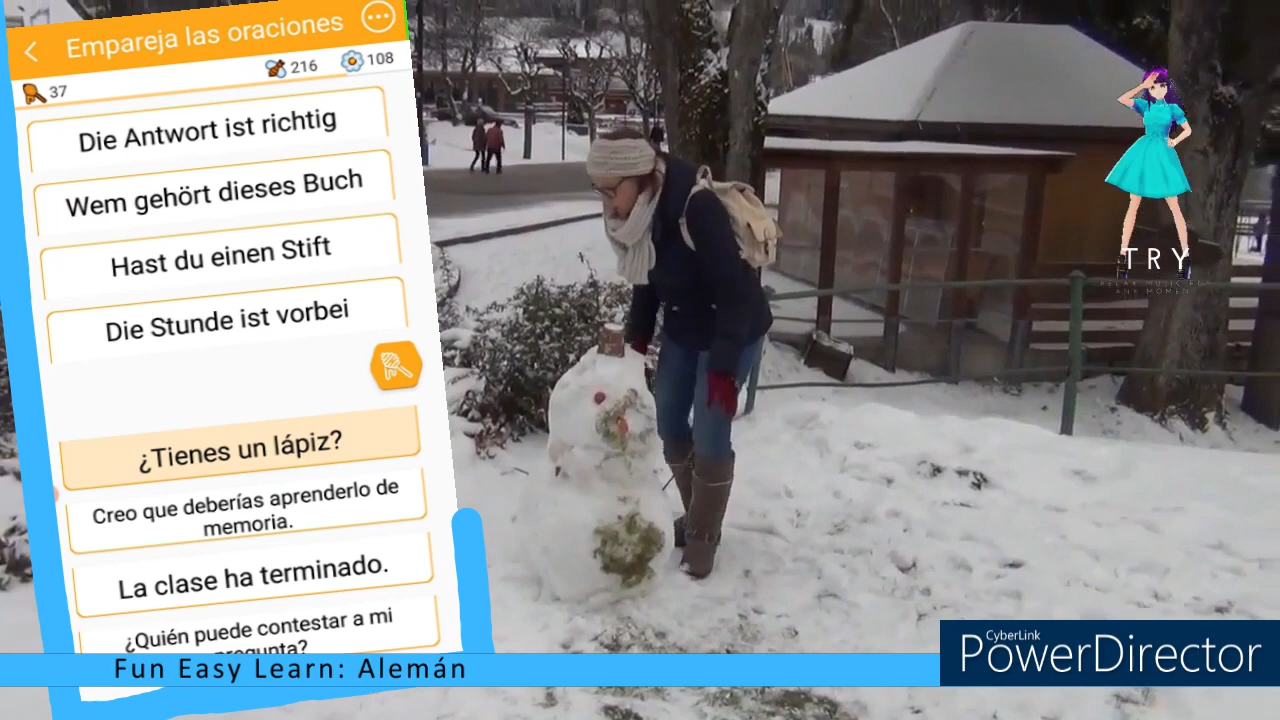 Empareja las oraciones
37
216
108
Die Antwort ist richtig
Wem gehört dieses Buch
Hast du einen Stift
Die Stunde ist vorbei
¿Tienes un lápiz?
Creo que deberías aprenderlo de
memoria.
La clase ha terminado.
¿Quién puede contestar a mi
pregunta?
Fun Easy Learn: Alemán
TRY
CyberLink
PowerDirector